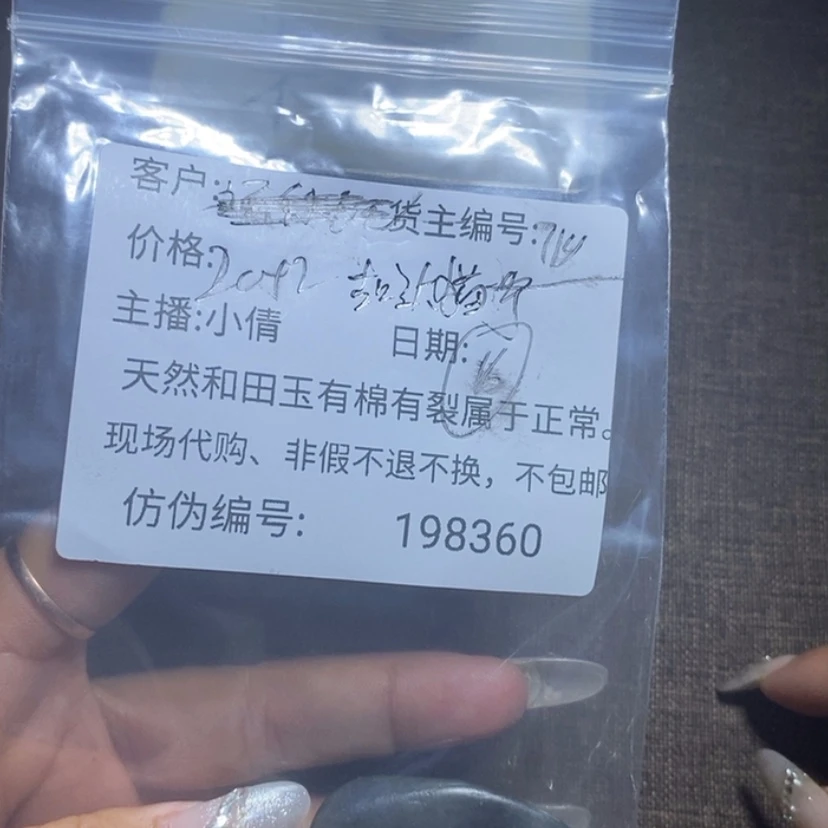 客户: 货主编号:714
价格:
主播:小倩 日期:
天然和田玉有棉有裂属于正常。
现场代购、非假不退不换，不包邮
仿伪编号: 198360